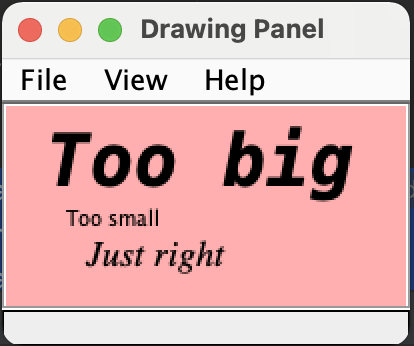 Drawing Panel
File View Help
Too big
Too small
Just right